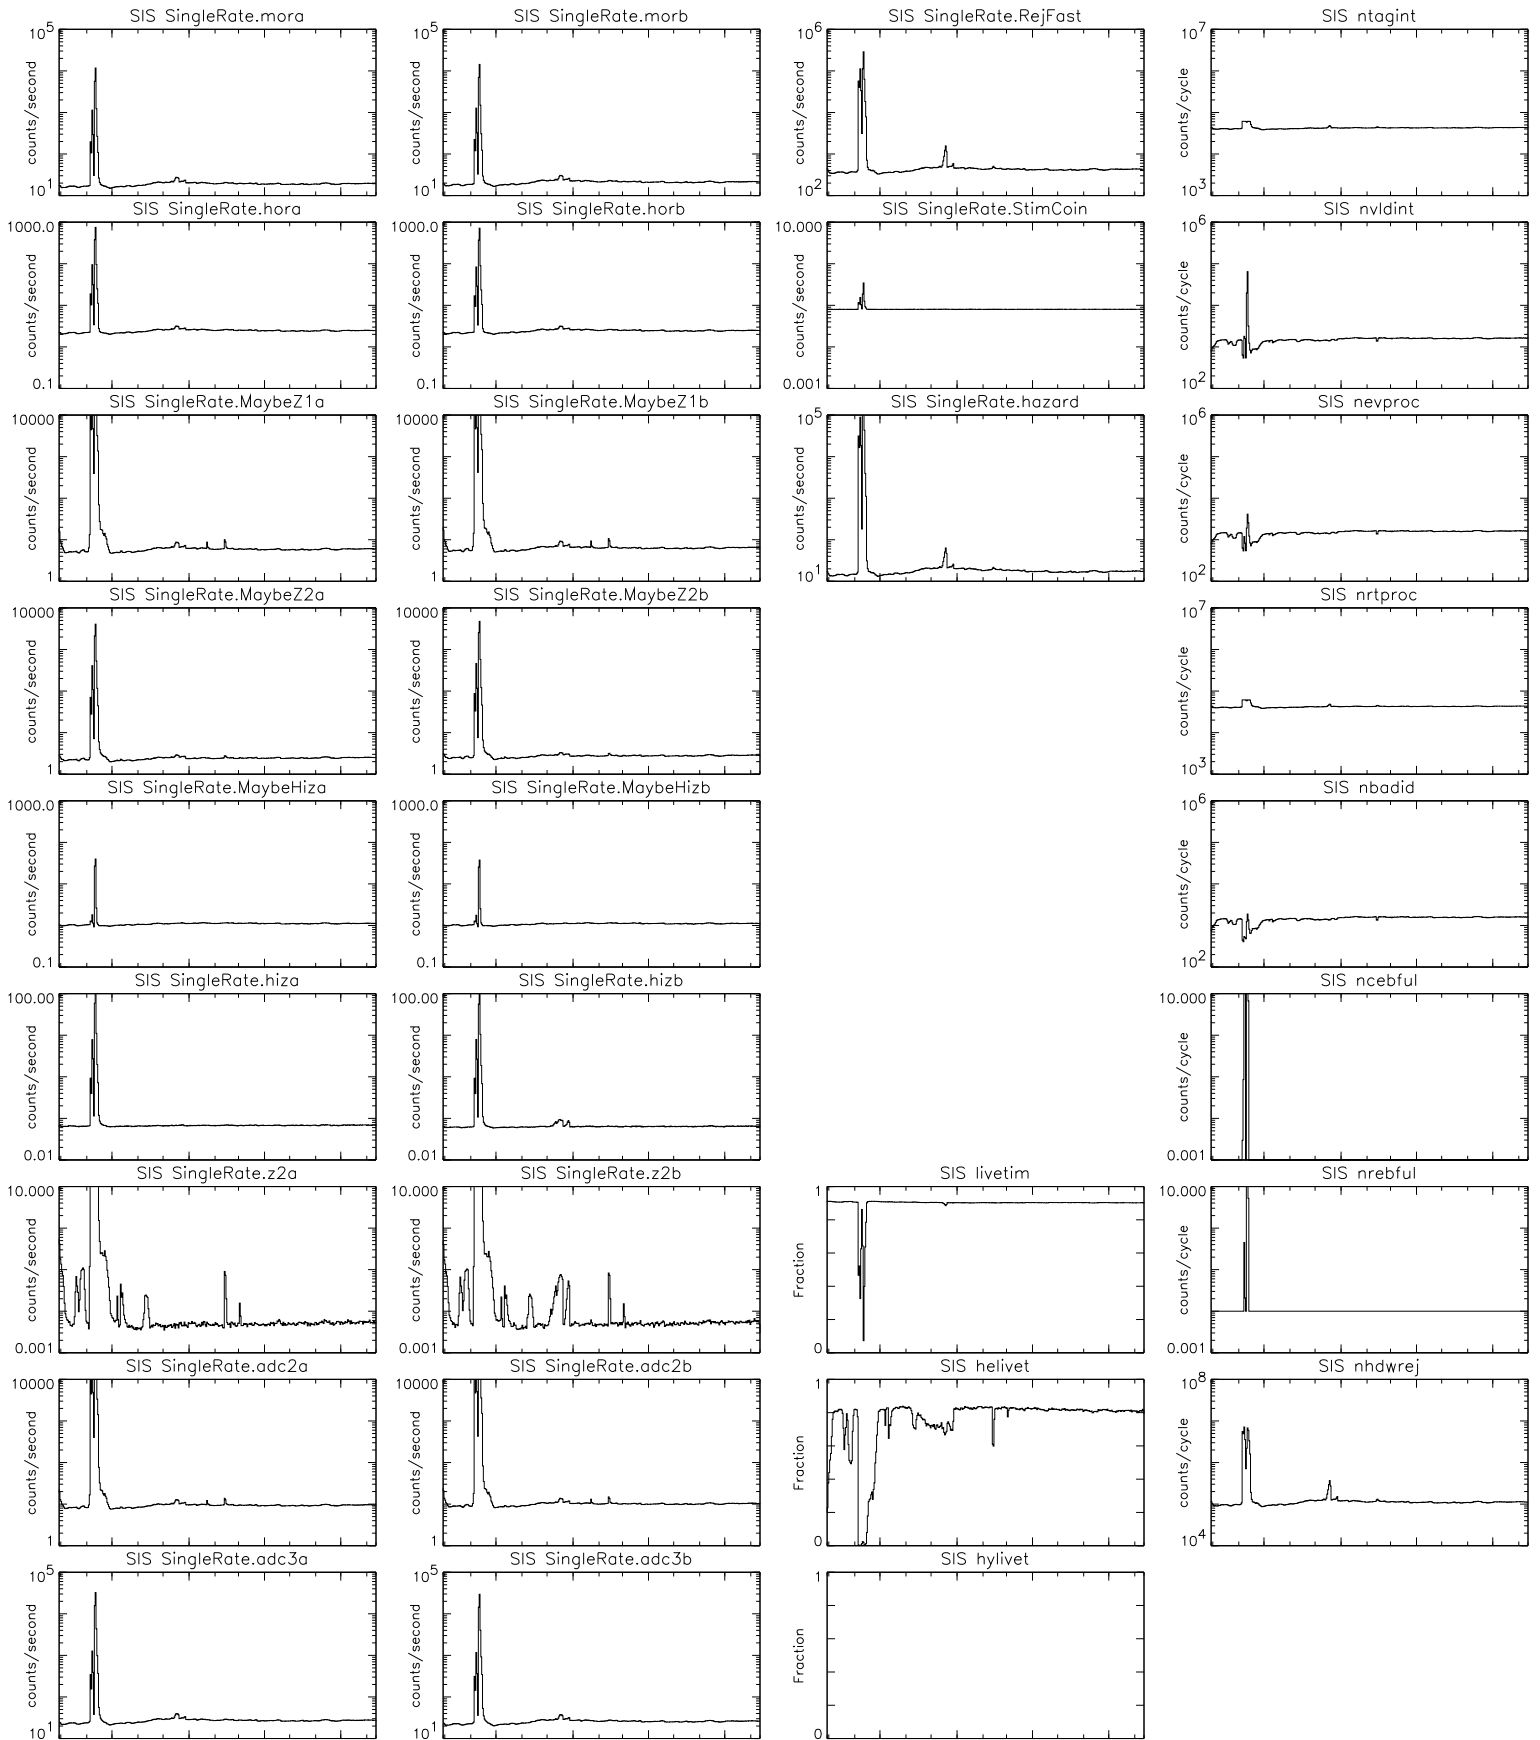 SIS SingleRate.mora
10^5
counts/second
10^1
SIS SingleRate.morb
counts/second
SIS SingleRate.RejFast
10^6
counts/second
10^2
SIS ntagint
10^7
counts/cycle
10^3
SIS SingleRate.hora
1000.0
counts/second
0.1
SIS SingleRate.horb
1000.0
counts/second
0.1
SIS SingleRate.StimCoin
10.000
counts/second
0.001
SIS nvldint
10^6
counts/cycle
10^2
SIS SingleRate.MaybeZ1a
10000
counts/second
1
SIS SingleRate.MaybeZ1b
10000
counts/second
1
SIS SingleRate.hazard
10^5
counts/second
10^1
SIS nevproc
10^6
counts/cycle
10^2
SIS SingleRate.MaybeZ2a
10000
counts/second
1
SIS SingleRate.MaybeZ2b
10000
counts/second
1
SIS nrtproc
10^7
counts/cycle
10^3
SIS SingleRate.MaybeHiza
1000.0
counts/second
0.1
SIS SingleRate.MaybeHizb
1000.0
counts/second
0.1
SIS nbadid
10^6
counts/cycle
10^2
SIS SingleRate.hiza
100.00
counts/second
0.01
SIS SingleRate.hizb
100.00
counts/second
0.01
SIS ncebful
10.000
counts/cycle
0.001
SIS SingleRate.z2a
10.000
counts/second
0.001
SIS SingleRate.z2b
10.000
counts/second
0.001
SIS livetim
1
Fraction
0
SIS nrebful
10.000
counts/cycle
0.001
SIS SingleRate.adc2a
10000
counts/second
1
SIS SingleRate.adc2b
10000
counts/second
1
SIS helivet
1
Fraction
0
SIS nhdwrej
10^8
counts/cycle
10^4
SIS SingleRate.adc3a
10^5
counts/second
10^1
SIS SingleRate.adc3b
10^5
counts/second
10^1
SIS hylivet
1
Fraction
0